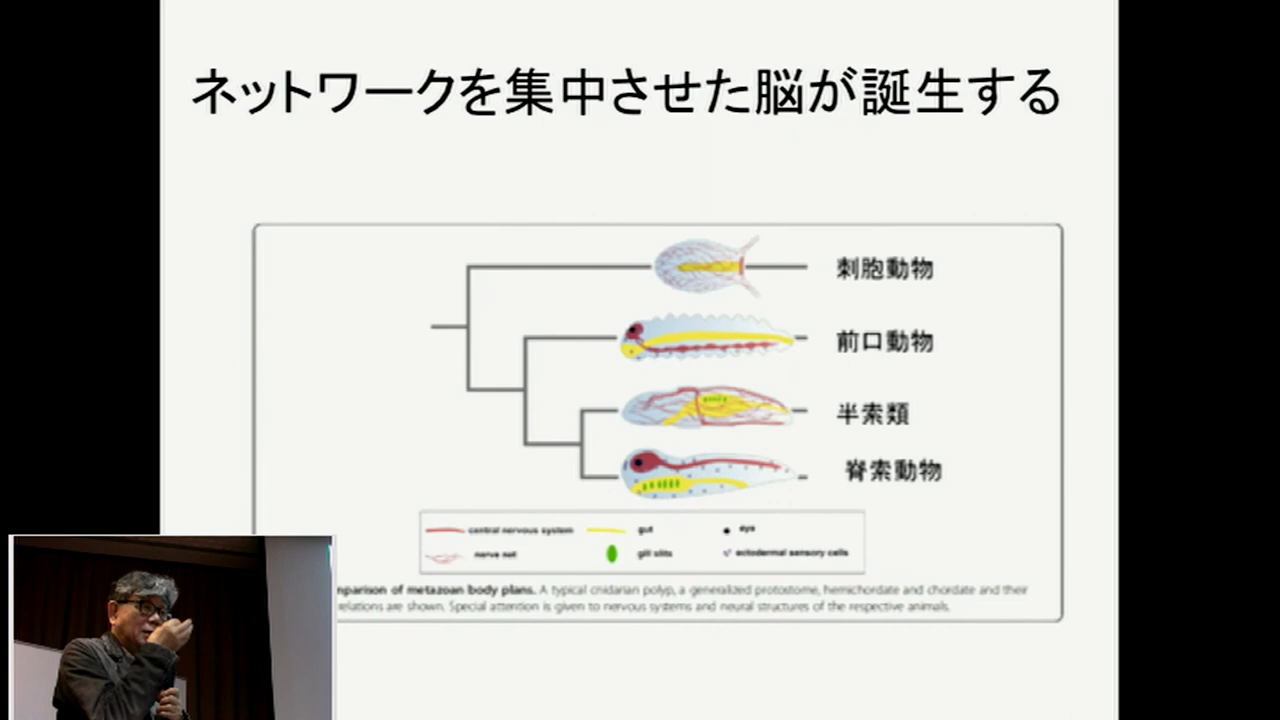 ネットワークを集中させた脳が誕生する
刺胞動物
前口動物
半索類
脊索動物
central nervous system
gut
eye
nerve net
gill slits
ectodermal sensory cells
mparison of metazoan body plans. A typical cnidarian polyp, a generalized protostome, hemichordate and chordate and their
relations are shown. Special attention is given to nervous systems and neural structures of the respective animals.